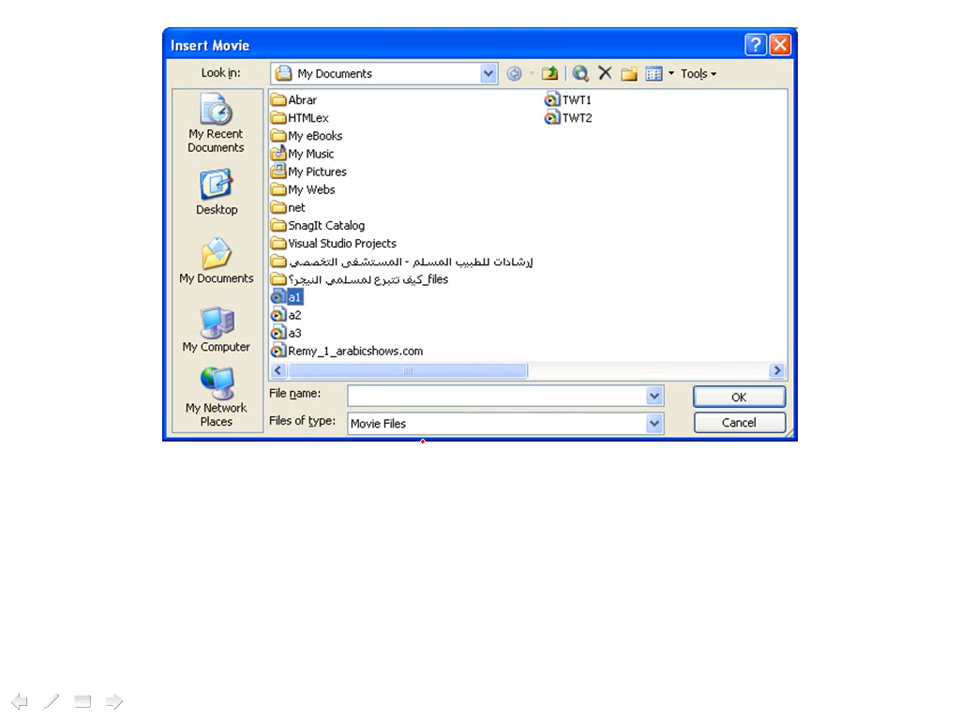 Insert Movie
Look in:
My Documents
Tools
My Recent
Documents
Desktop
My Documents
My Computer
My Network
Places
Abrar
HTMLex
My eBooks
My Music
My Pictures
My Webs
net
SnagIt Catalog
Visual Studio Projects
إرشادات للطبيب المسلم - المستشفى التخصصي
كيف تتبرع لمسلمي النيجر؟_files
a1
a2
a3
Remy_1_arabicshows.com
TWT1
TWT2
File name:
OK
Files of type:
Movie Files
Cancel